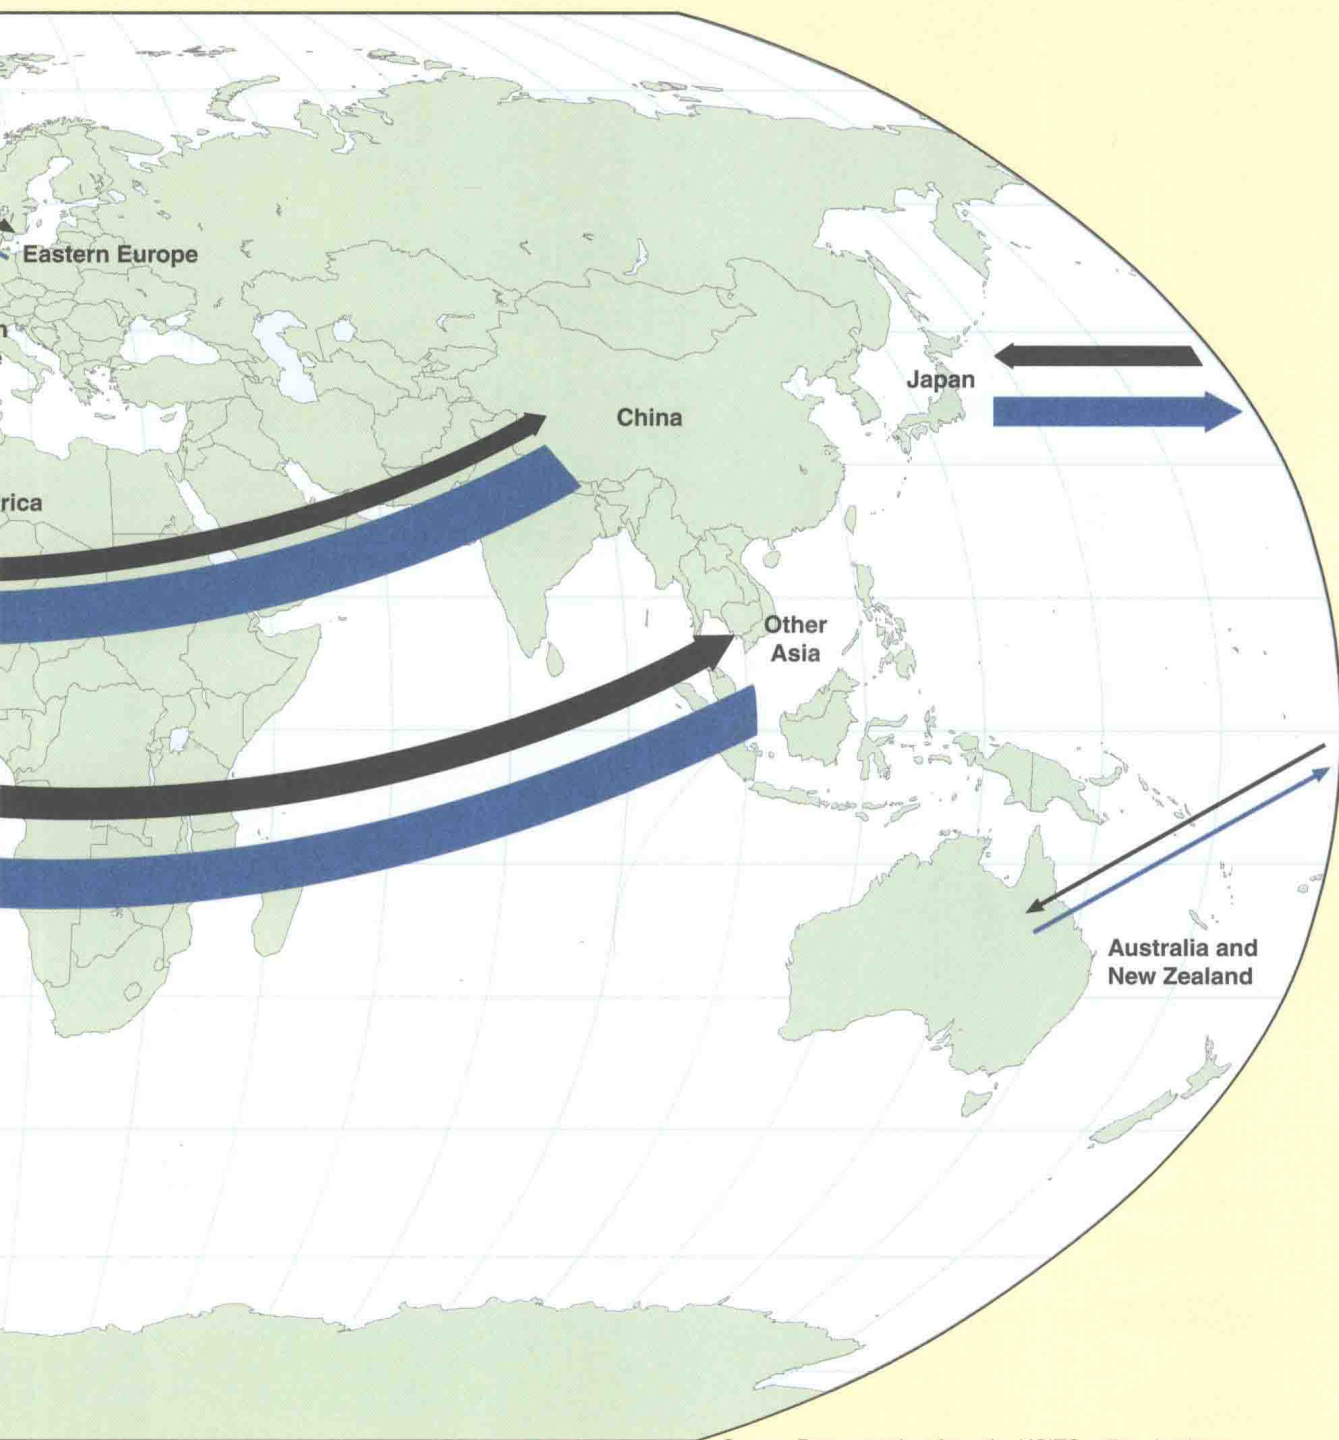 Eastern Europe
Japan
China
rica
Other
Asia
Australia and
New Zealand